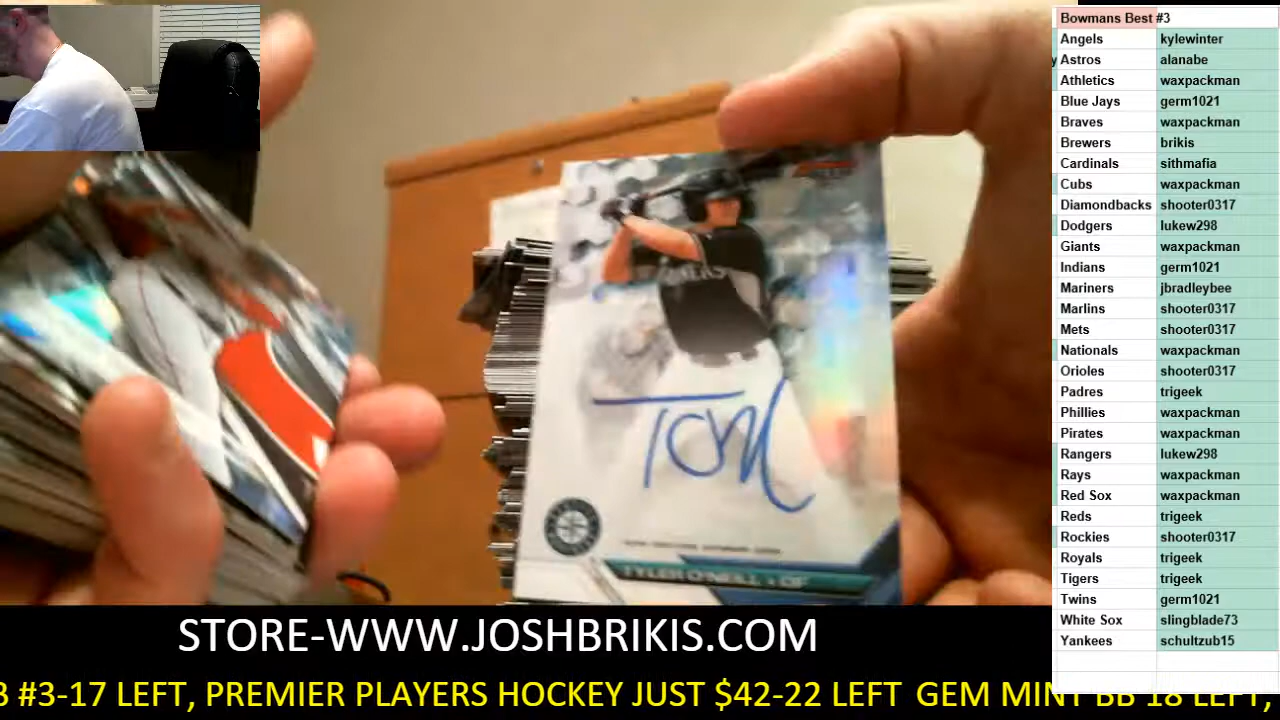 Bowmans Best #3
Angels kylewinter
Astros alanabe
Athletics waxpackman
Blue Jays germ1021
Braves waxpackman
Brewers brikis
Cardinals sithmafia
Cubs waxpackman
Diamondbacks shooter0317
Dodgers lukew298
Giants waxpackman
Indians germ1021
Mariners jbradleybee
Marlins shooter0317
Mets shooter0317
Nationals waxpackman
Orioles shooter0317
Padres trigeek
Phillies waxpackman
Pirates waxpackman
Rangers lukew298
Rays waxpackman
Red Sox waxpackman
Reds trigeek
Rockies shooter0317
Royals trigeek
Tigers trigeek
Twins germ1021
White Sox slingblade73
Yankees schultzub15
TYLER O'NEILL • OF
STORE-WWW.JOSHBRIKIS.COM
B #3-17 LEFT, PREMIER PLAYERS HOCKEY JUST $42-22 LEFT GEM MINT BB 18 LEFT,